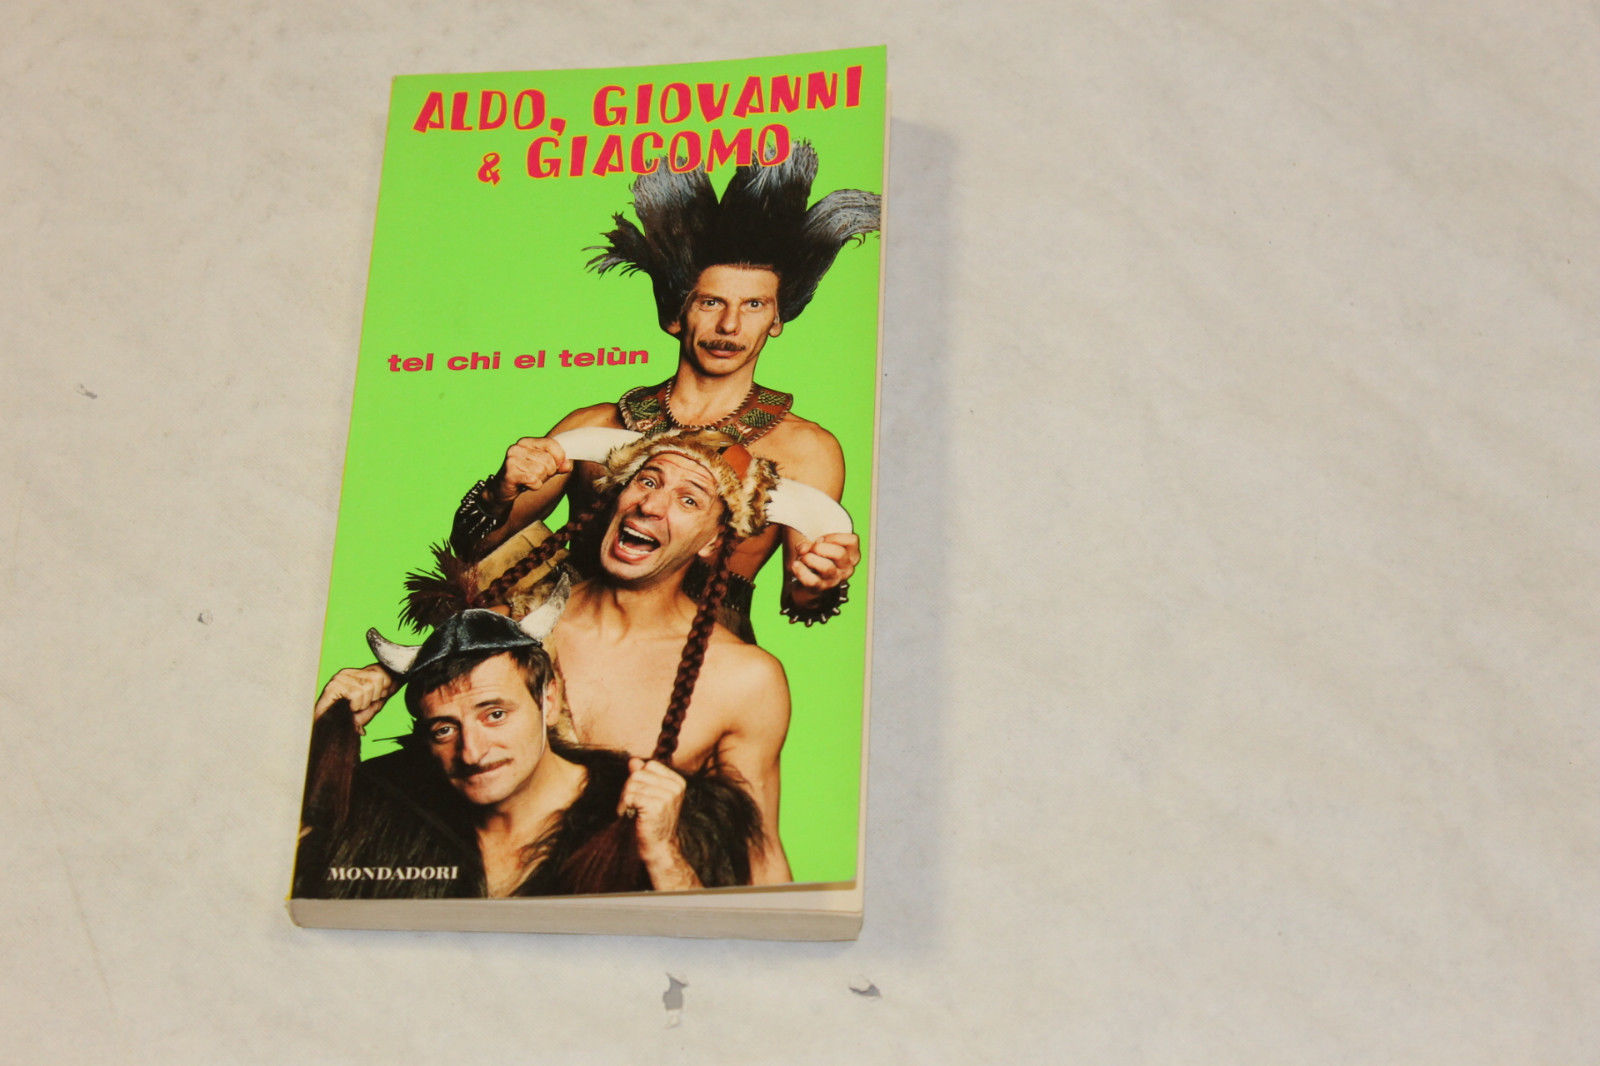 ALDO, GIOVANNI
& GIACOMO
tel chi el telùn
MONDADORI